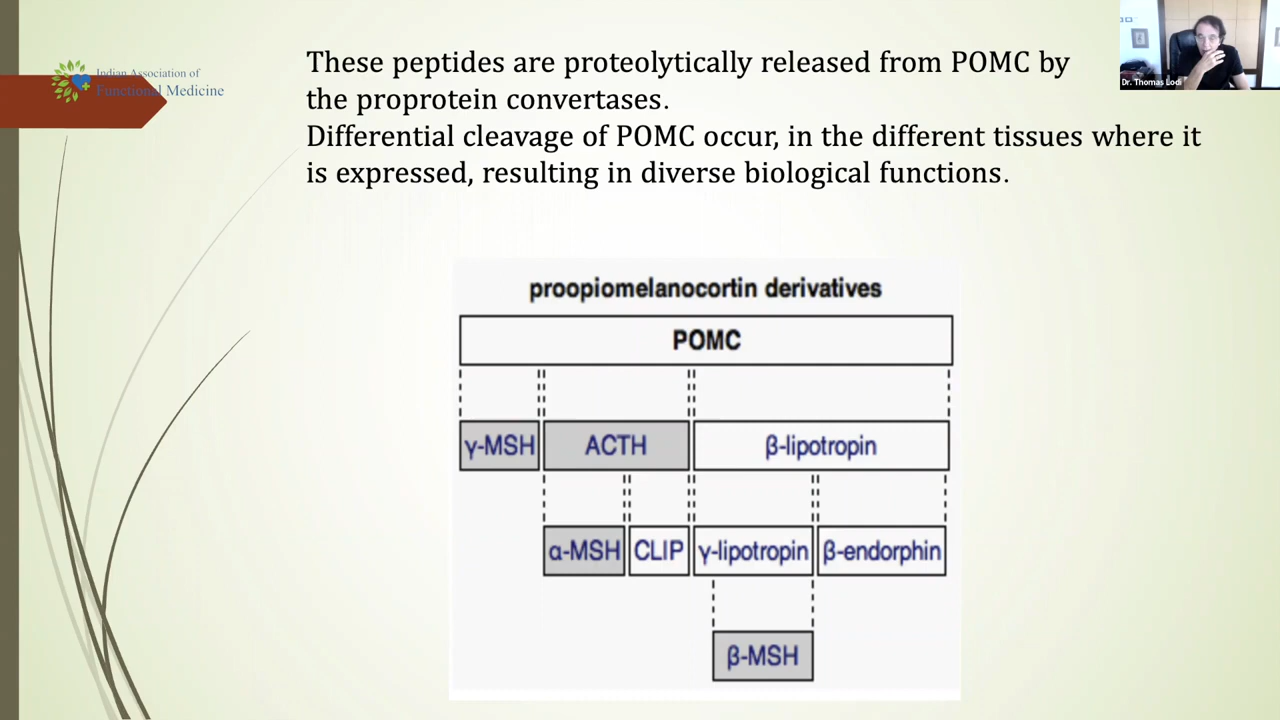 These peptides are proteolytically released from POMC by
the proprotein convertases.
Differential cleavage of POMC occur, in the different tissues where it
is expressed, resulting in diverse biological functions.
Indian Association of
Functional Medicine
Dr. Thomas Lodi
proopiomelanocortin derivatives
POMC
γ-MSH ACTH β-lipotropin
α-MSH CLIP γ-lipotropin β-endorphin
β-MSH